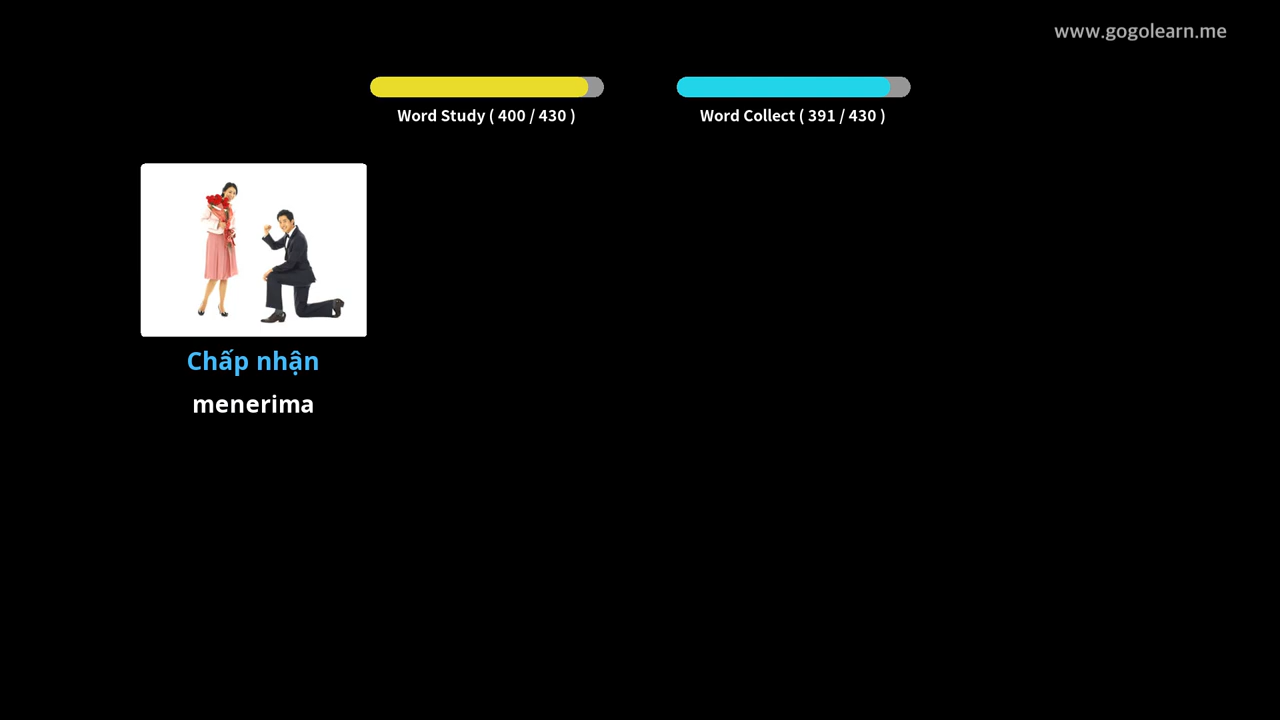 www.gogolearn.me
Word Study ( 400 / 430 )
Word Collect ( 391 / 430 )
Chấp nhận
menerima